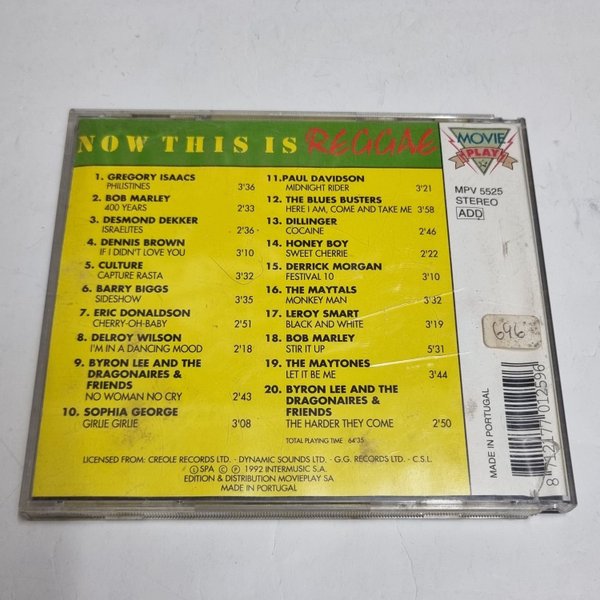 NOW THIS IS REGGAE
1. GREGORY ISAACS
PHILISTINES 3'36
2. BOB MARLEY
400 YEARS 2'33
3. DESMOND DEKKER
ISRAELITES 2'36
4. DENNIS BROWN
IF I DIDN'T LOVE YOU 3'10
5. CULTURE
CAPTURE RASTA 3'32
6. BARRY BIGGS
SIDESHOW 3'35
7. ERIC DONALDSON
CHERRY-OH-BABY 2'51
8. DELROY WILSON
I'M IN A DANCING MOOD 2'18
9. BYRON LEE AND THE
DRAGONAIRES &
FRIENDS
NO WOMAN NO CRY 2'43
10. SOPHIA GEORGE
GIRLIE GIRLIE 3'08
11. PAUL DAVIDSON
MIDNIGHT RIDER 3'21
12. THE BLUES BUSTERS
HERE I AM, COME AND TAKE ME 3'58
13. DILLINGER
COCAINE 2'46
14. HONEY BOY
SWEET CHERRIE 2'22
15. DERRICK MORGAN
FESTIVAL 10 3'10
16. THE MAYTALS
MONKEY MAN 3'32
17. LEROY SMART
BLACK AND WHITE 3'19
18. BOB MARLEY
STIR IT UP 5'31
19. THE MAYTONES
LET IT BE ME 3'44
20. BYRON LEE AND THE
DRAGONAIRES &
FRIENDS
THE HARDER THEY COME 2'50
TOTAL PLAYING TIME 64'35
LICENSED FROM: CREOLE RECORDS LTD. - DYNAMIC SOUNDS LTD. - G.G. RECORDS LTD. - C.S.L.
SPA © ℗ 1992 INTERMUSIC S.A.
EDITION & DISTRIBUTION MOVIEPLAY SA
MADE IN PORTUGAL
MOVIE
PLAY
MPV 5525
STEREO
ADD
696
MADE IN PORTUGAL